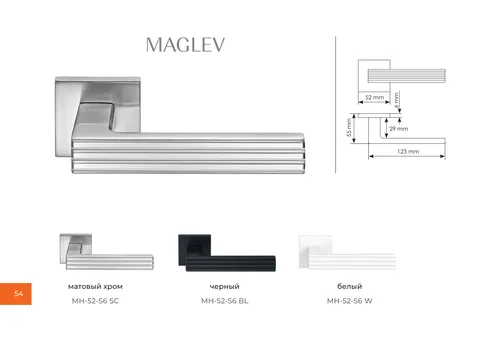 MAGLEV
52 mm
6 mm
55 mm
29 mm
123 mm
матовый хром
MH-52-S6 SC
черный
MH-52-S6 BL
белый
MH-52-S6 W
54